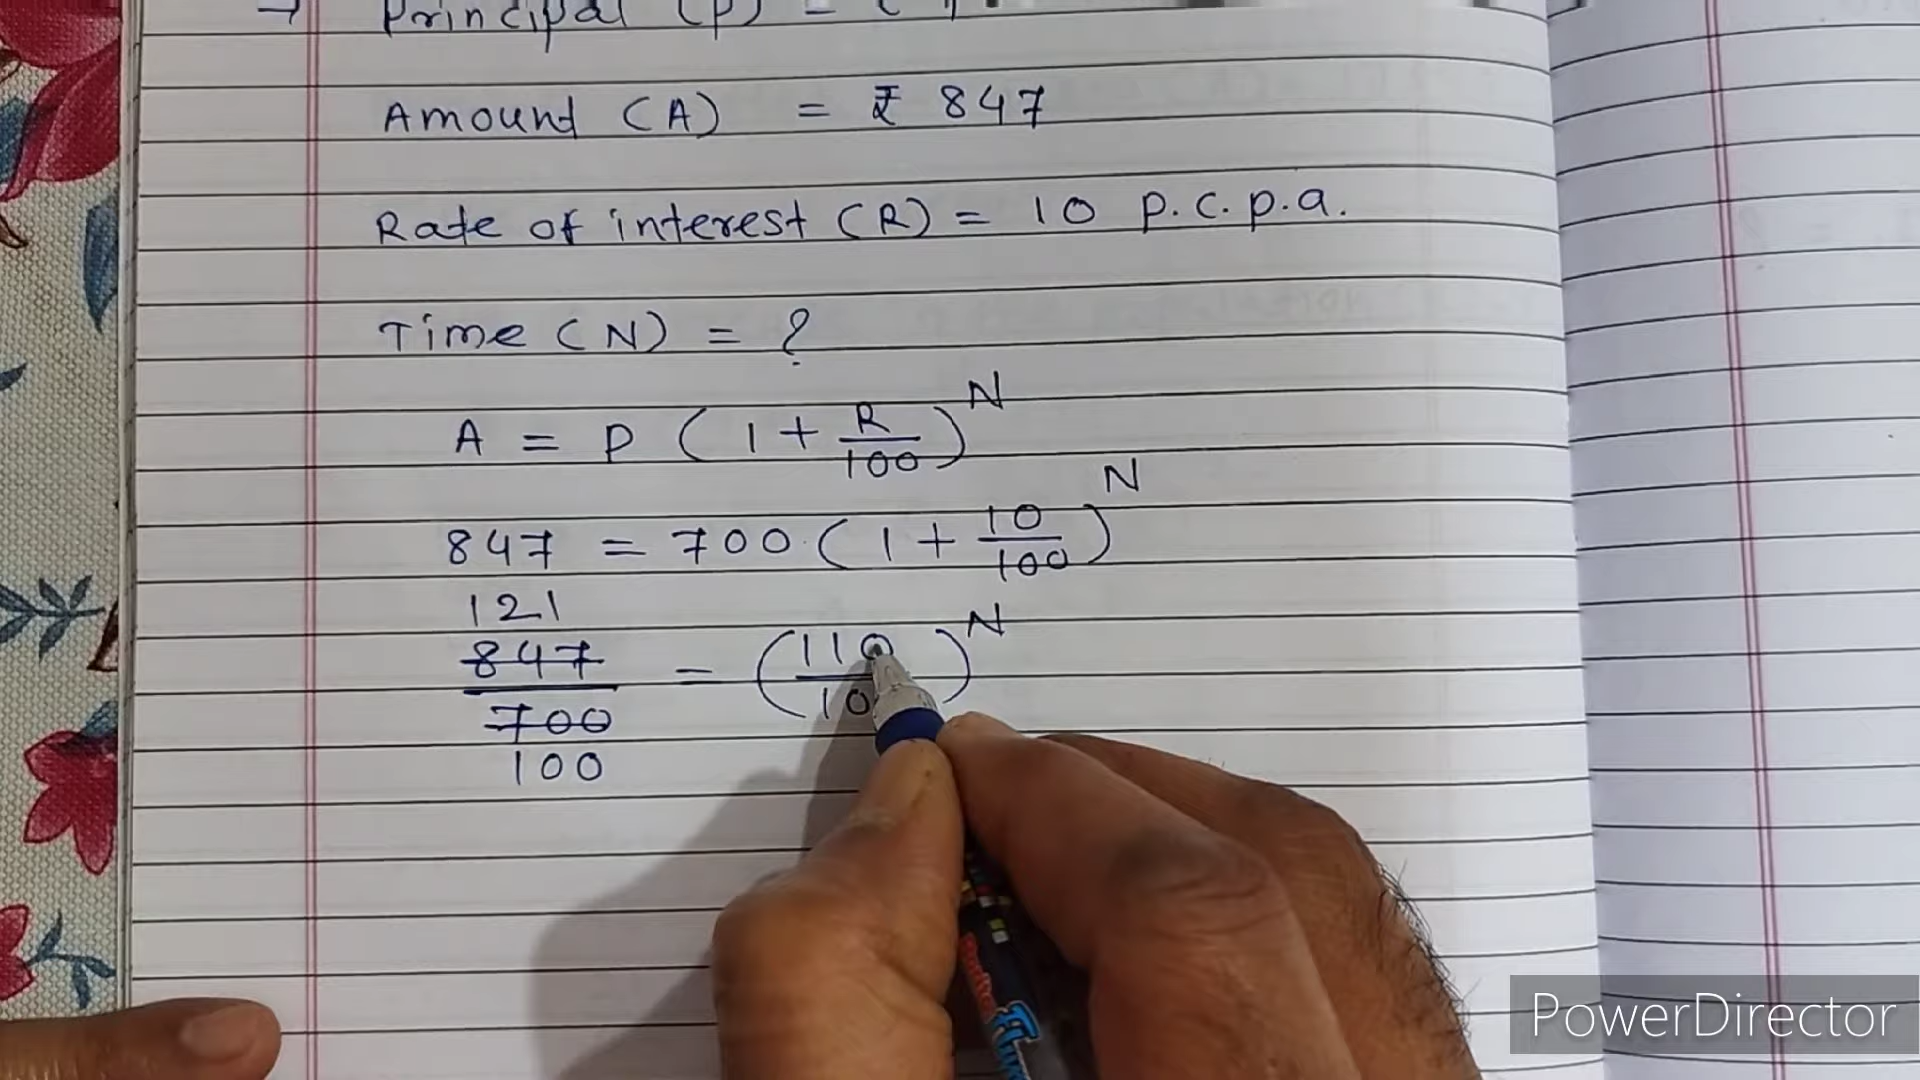 → Principal (P) =
Amount (A) = ₹ 847
Rate of interest (R) = 10 p.c.p.a.
Time (N) = ?
A = P (1 + R/100)^N
847 = 700 (1 + 10/100)^N
121
847/700 = (110/10)^N
100
PowerDirector